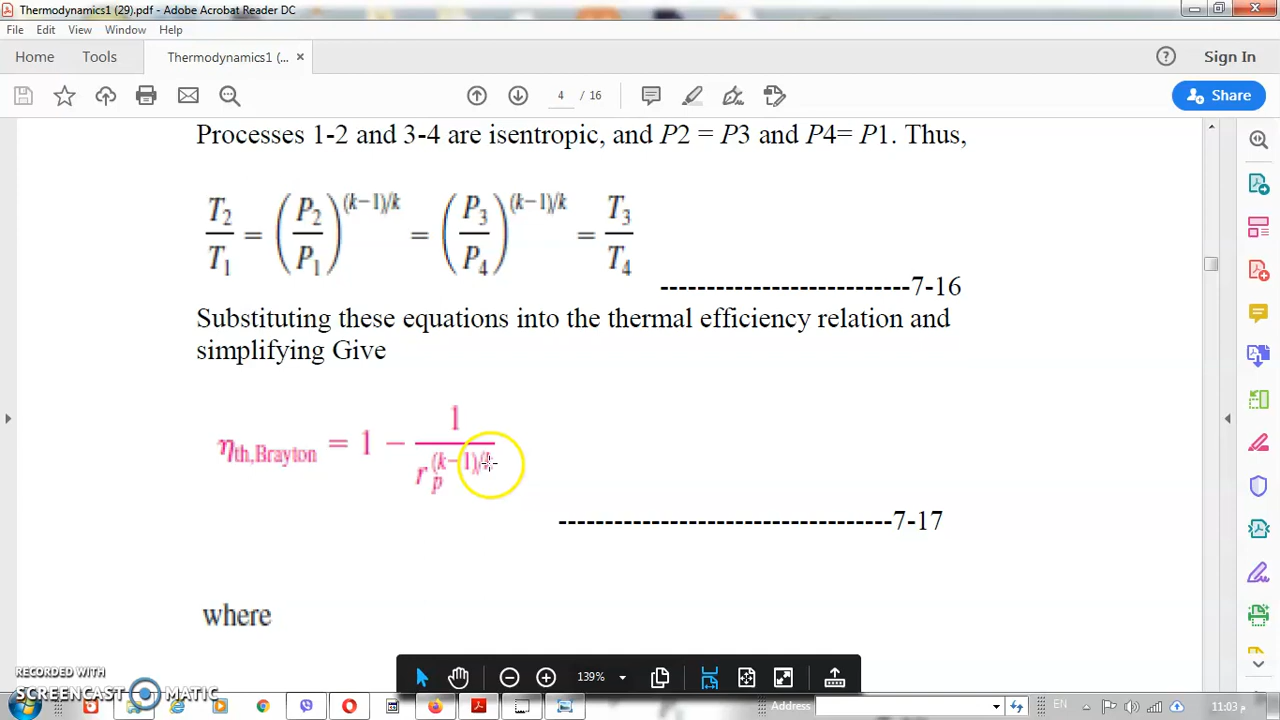 Thermodynamics1 (29).pdf - Adobe Acrobat Reader DC
File Edit View Window Help
Home Tools Thermodynamics1 (... × Sign In
4 / 16 Share
Processes 1-2 and 3-4 are isentropic, and P2 = P3 and P4= P1. Thus,
T₂/T₁ = (P₂/P₁)^(k−1)/k = (P₃/P₄)^(k−1)/k = T₃/T₄
---------------------------7-16
Substituting these equations into the thermal efficiency relation and
simplifying Give
η_th,Brayton = 1 − 1/r_p^(k−1)/k
------------------------------------7-17
where
139%
RECORDED WITH
SCREENCAST MATIC
Address EN 11:03 م